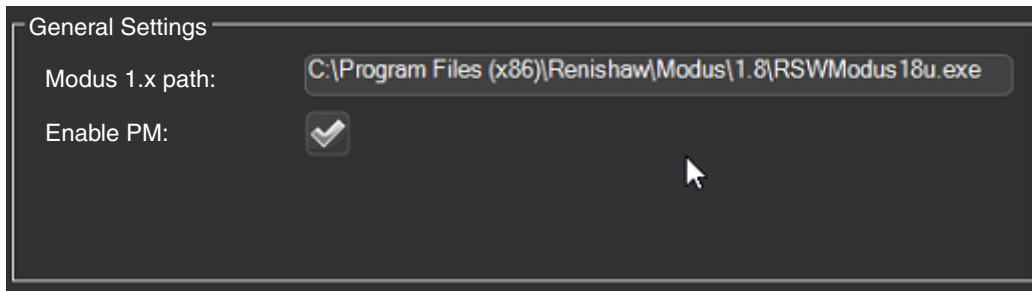 General Settings
Modus 1.x path: C:\Program Files (x86)\Renishaw\Modus\1.8\RSWModus18u.exe
Enable PM: